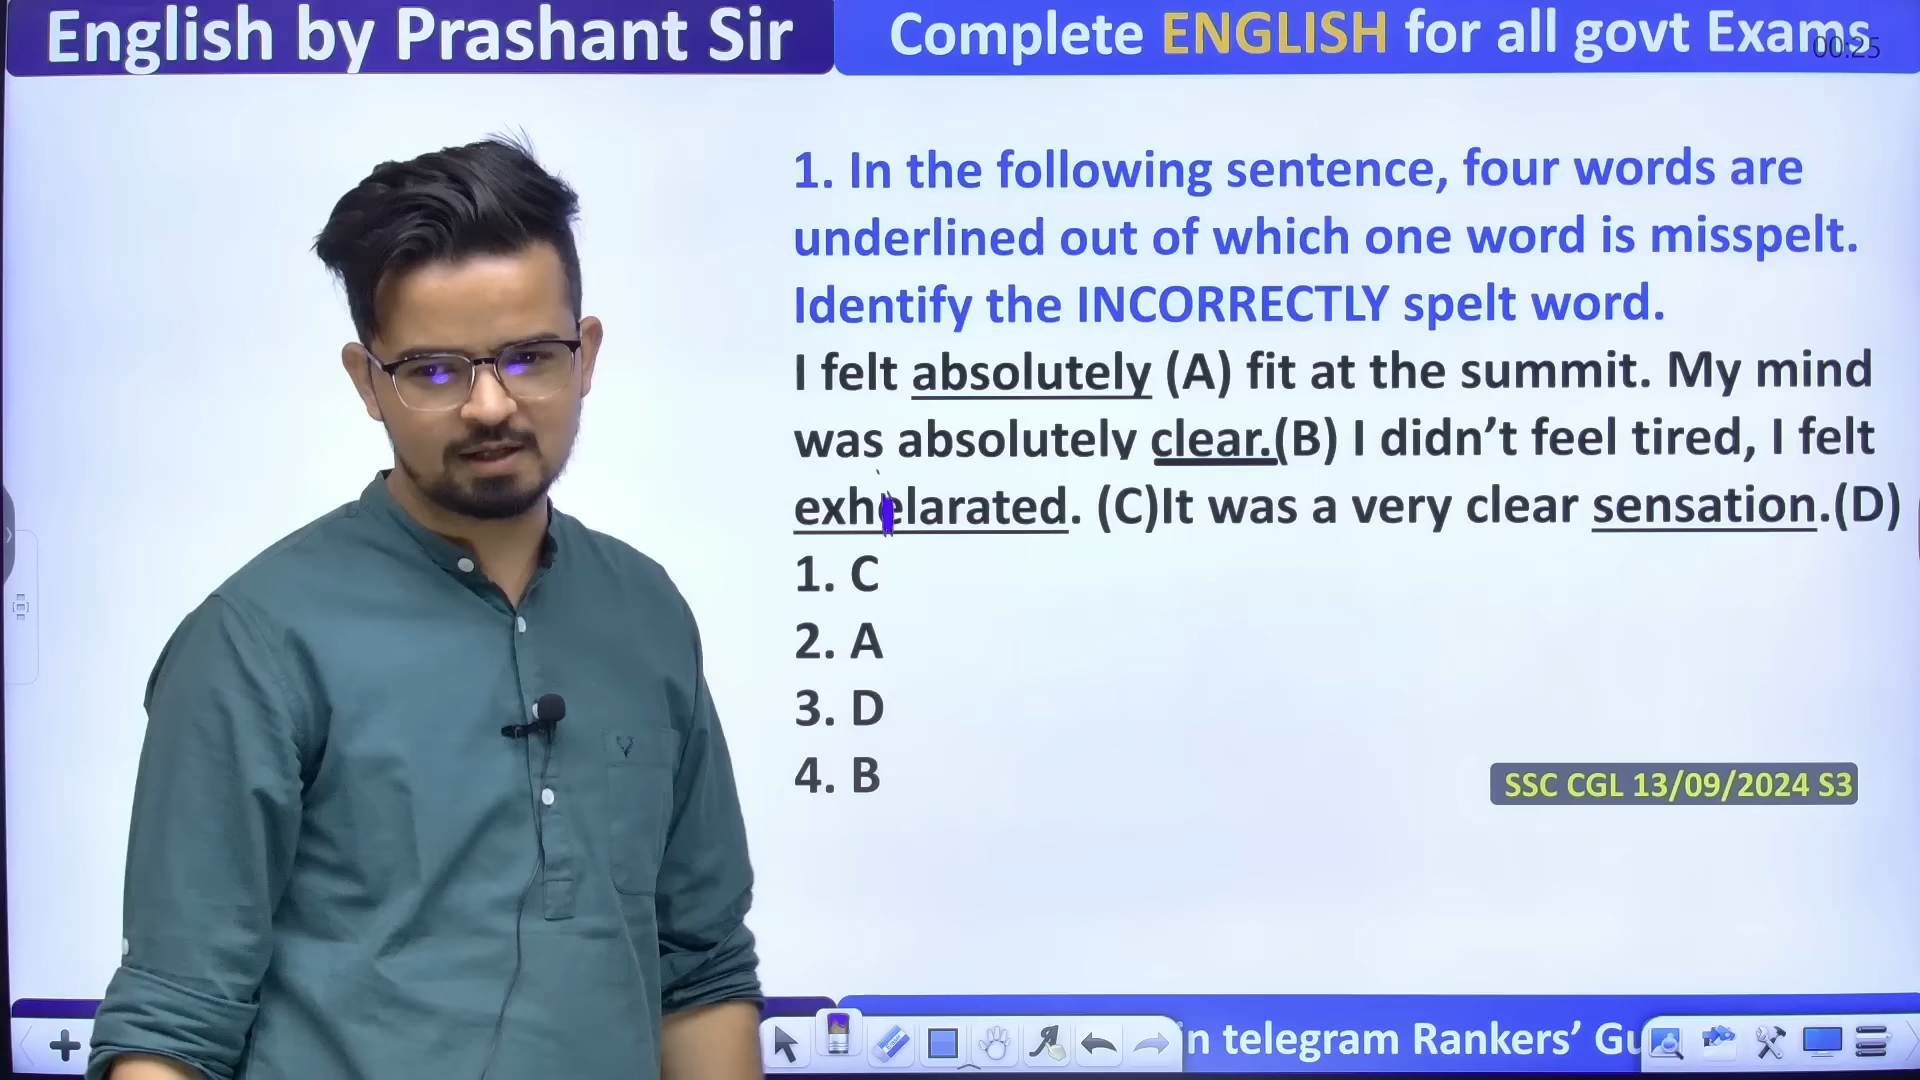 English by Prashant Sir
Complete ENGLISH for all govt Exams
00:25
1. In the following sentence, four words are
underlined out of which one word is misspelt.
Identify the INCORRECTLY spelt word.
I felt absolutely (A) fit at the summit. My mind
was absolutely clear.(B) I didn’t feel tired, I felt
exhelarated. (C)It was a very clear sensation.(D)
1. C
2. A
3. D
4. B
SSC CGL 13/09/2024 S3
telegram Rankers’